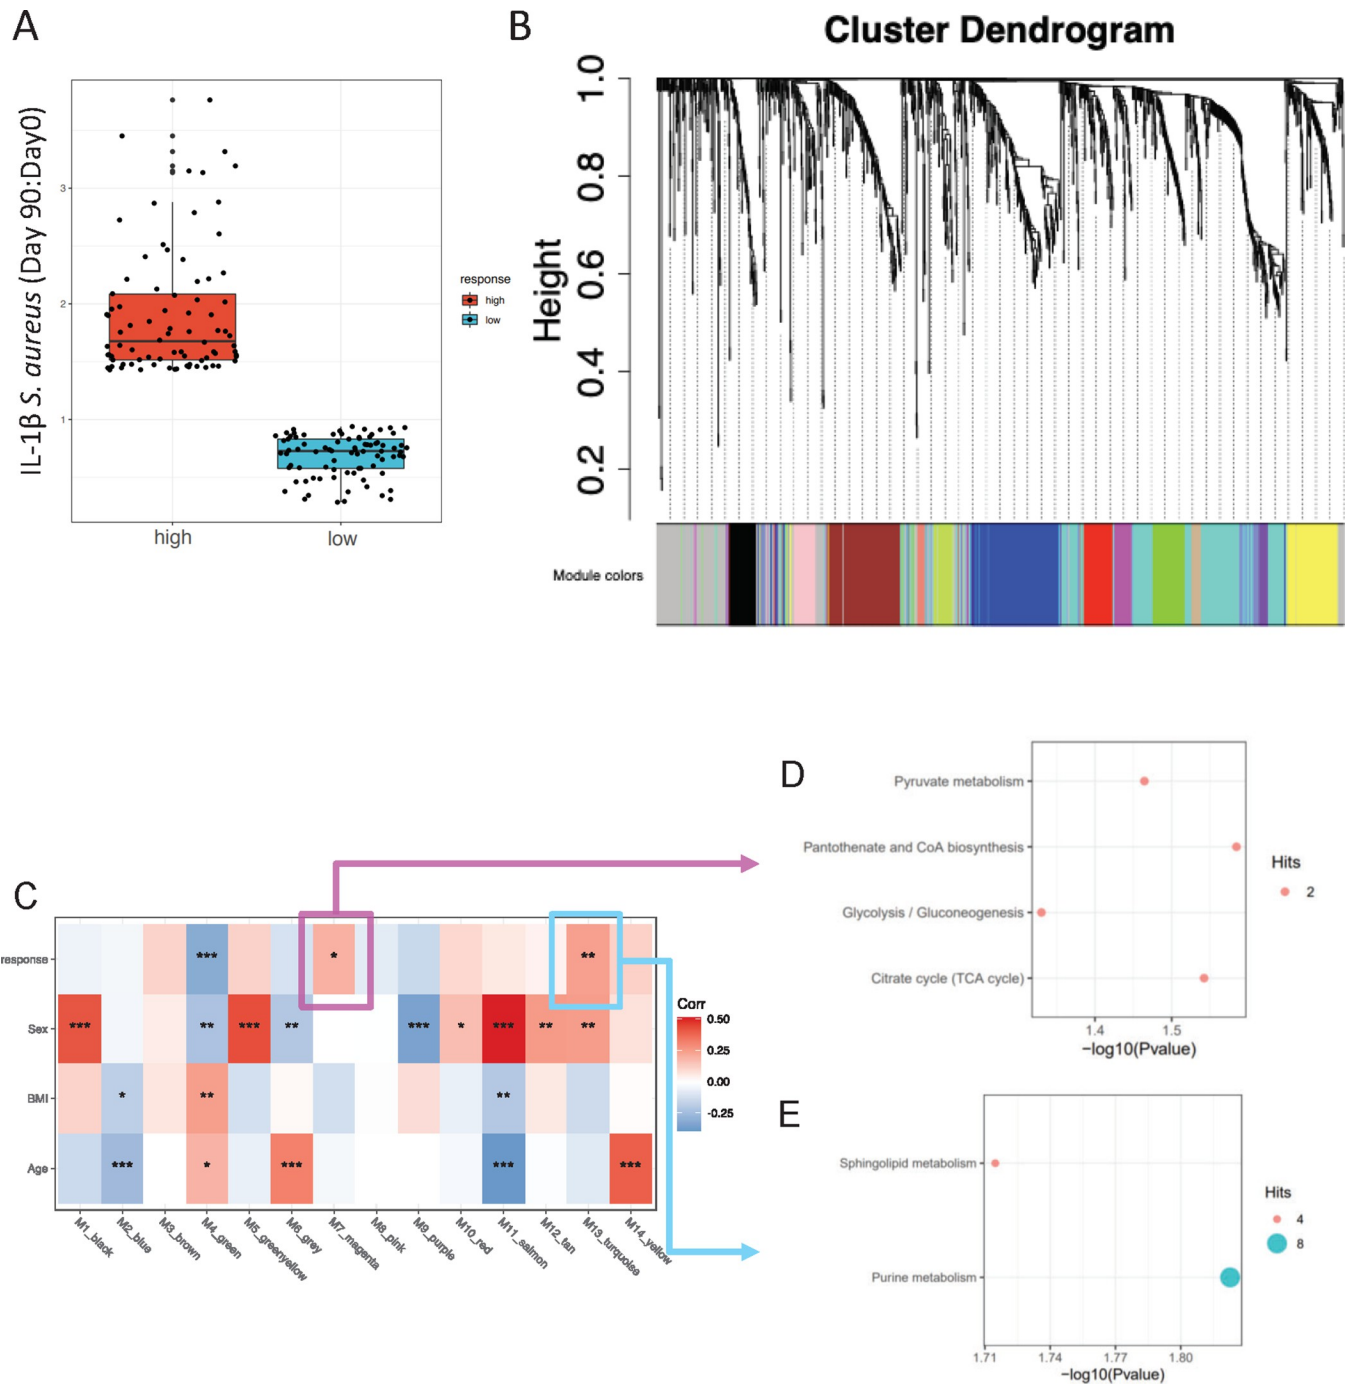 A
IL-1β S. aureus (Day 90:Day0)
3
2
1
high
low
response
high
low
B
Cluster Dendrogram
Height
1.0
0.8
0.6
0.4
0.2
Module colors
C
response
Sex
BMI
Age
***
*
**
***
**
***
**
***
*
***
**
**
*
**
**
***
*
***
***
***
M1_black
M2_blue
M3_brown
M4_green
M5_greenyellow
M6_grey
M7_magenta
M8_pink
M9_purple
M10_red
M11_salmon
M12_tan
M13_turquoise
M14_yellow
Corr
0.50
0.25
0.00
-0.25
D
Pyruvate metabolism
Pantothenate and CoA biosynthesis
Glycolysis / Gluconeogenesis
Citrate cycle (TCA cycle)
1.4
1.5
−log10(Pvalue)
Hits
2
E
Sphingolipid metabolism
Purine metabolism
1.71
1.74
1.77
1.80
−log10(Pvalue)
Hits
4
8